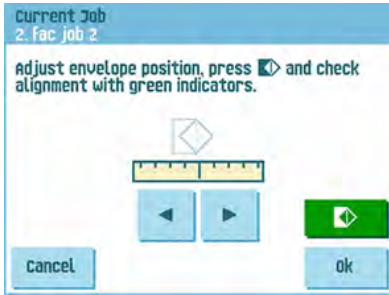 Current Job
2. Fac job 2
Adjust envelope position, press and check
alignment with green indicators.
Cancel
Ok